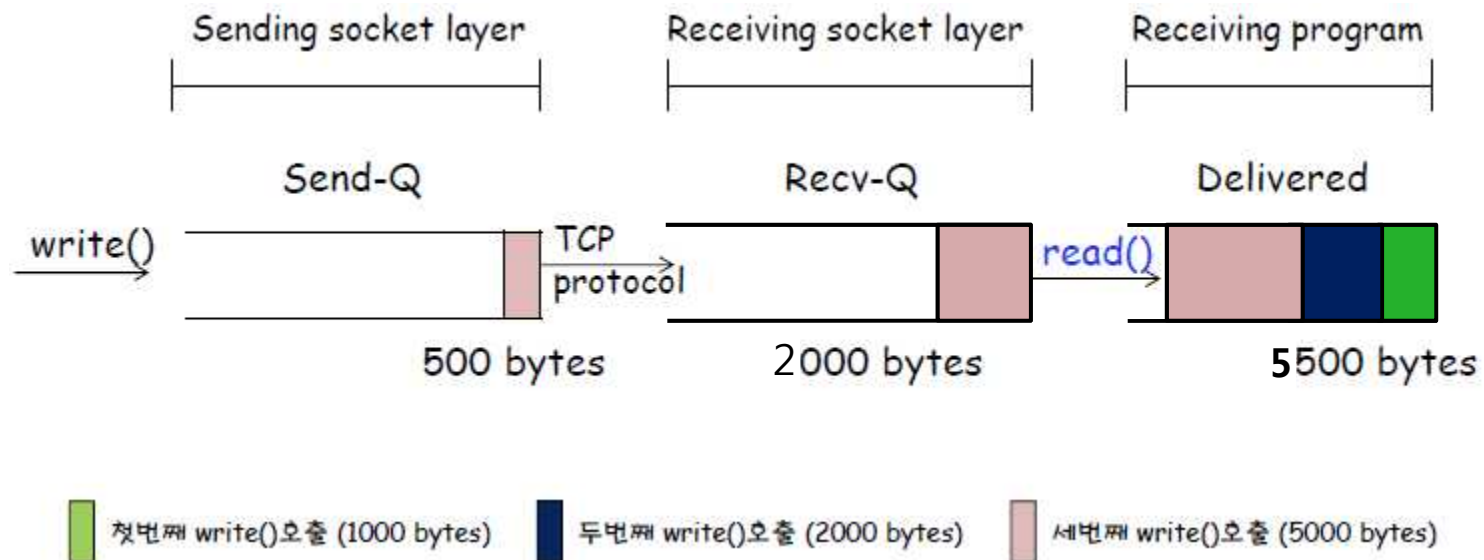 Sending socket layer
Receiving socket layer
Receiving program
Send-Q
Recv-Q
Delivered
write()
TCP
protocol
read()
500 bytes
2000 bytes
5500 bytes
첫번째 write()호출 (1000 bytes)
두번째 write()호출 (2000 bytes)
세번째 write()호출 (5000 bytes)